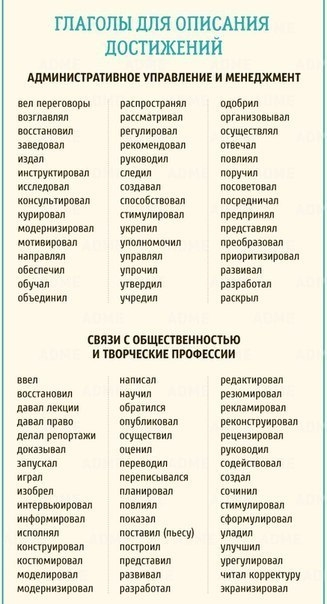 ГЛАГОЛЫ ДЛЯ ОПИСАНИЯ
ДОСТИЖЕНИЙ
АДМИНИСТРАТИВНОЕ УПРАВЛЕНИЕ И МЕНЕДЖМЕНТ
вел переговоры
возглавлял
восстановил
заведовал
издал
инструктировал
исследовал
консультировал
курировал
модернизировал
мотивировал
направлял
обеспечил
обучал
объединил
распространял
рассматривал
регулировал
рекомендовал
руководил
следил
создавал
способствовал
стимулировал
укрепил
уполномочил
управлял
упрочил
утвердил
учредил
одобрил
организовывал
осуществлял
отвечал
повлиял
поручил
посоветовал
посредничал
предпринял
представлял
преобразовал
приоритизировал
развивал
разработал
раскрыл
СВЯЗИ С ОБЩЕСТВЕННОСТЬЮ
И ТВОРЧЕСКИЕ ПРОФЕССИИ
ввел
восстановил
давал лекции
давал право
делал репортажи
доказывал
запускал
играл
изобрел
интервьюировал
информировал
исполнял
конструировал
костюмировал
моделировал
модернизировал
написал
научил
обратился
опубликовал
осуществил
оценил
переводил
переписывался
планировал
повлиял
показал
поставил (пьесу)
построил
представил
развивал
разработал
редактировал
резюмировал
рекламировал
реконструировал
рецензировал
руководил
содействовал
создал
сочинил
стимулировал
сформулировал
уладил
улучшил
урегулировал
читал корректуру
экранизировал